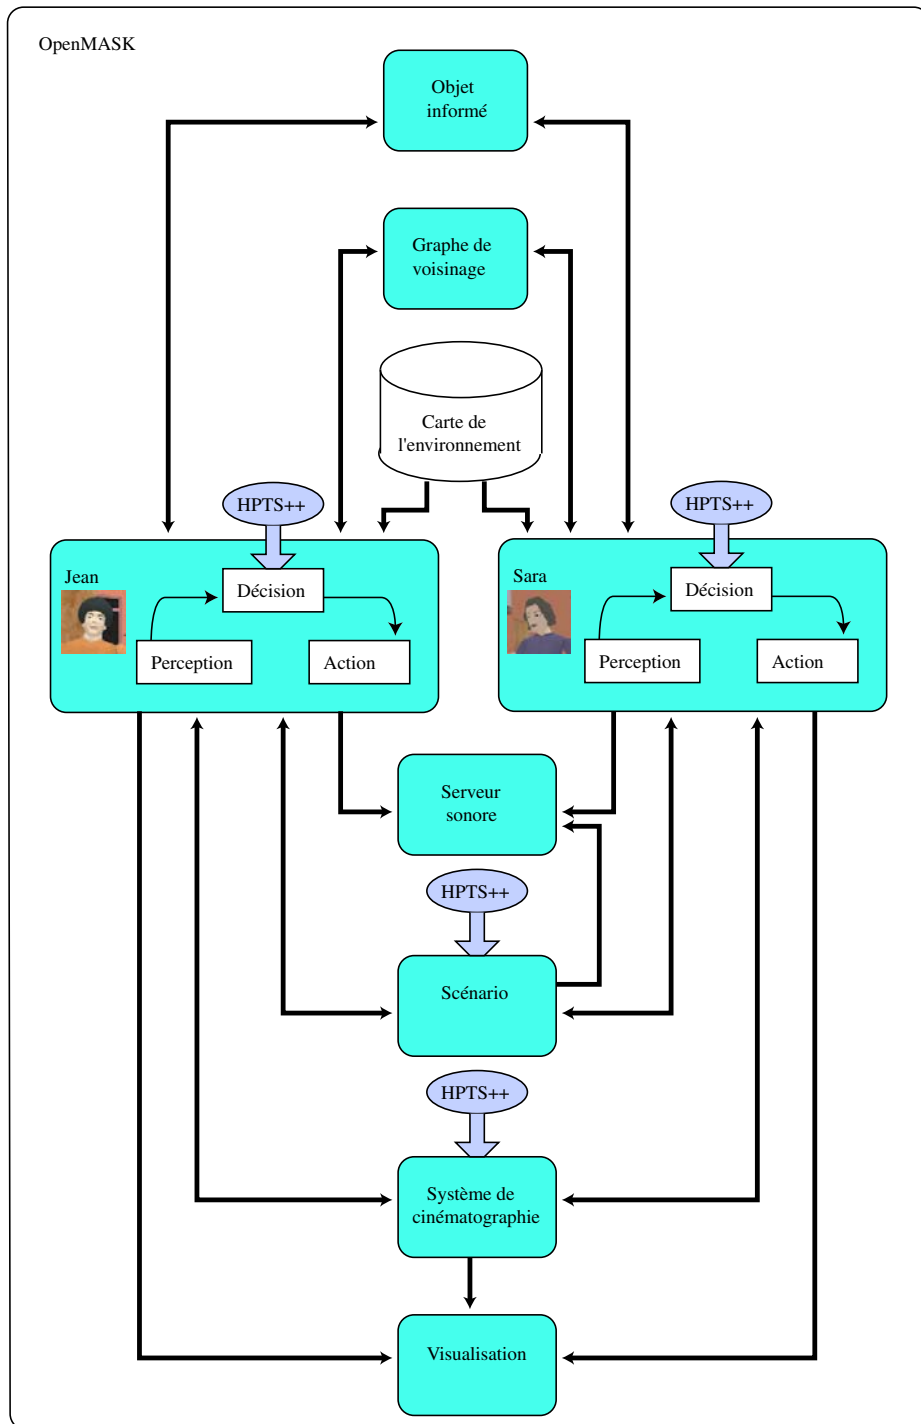 OpenMASK
Objet
informé
Graphe de
voisinage
Carte de
l'environnement
HPTS++
HPTS++
Jean
Décision
Perception
Action
Sara
Décision
Perception
Action
Serveur
sonore
HPTS++
Scénario
HPTS++
Système de
cinématographie
Visualisation